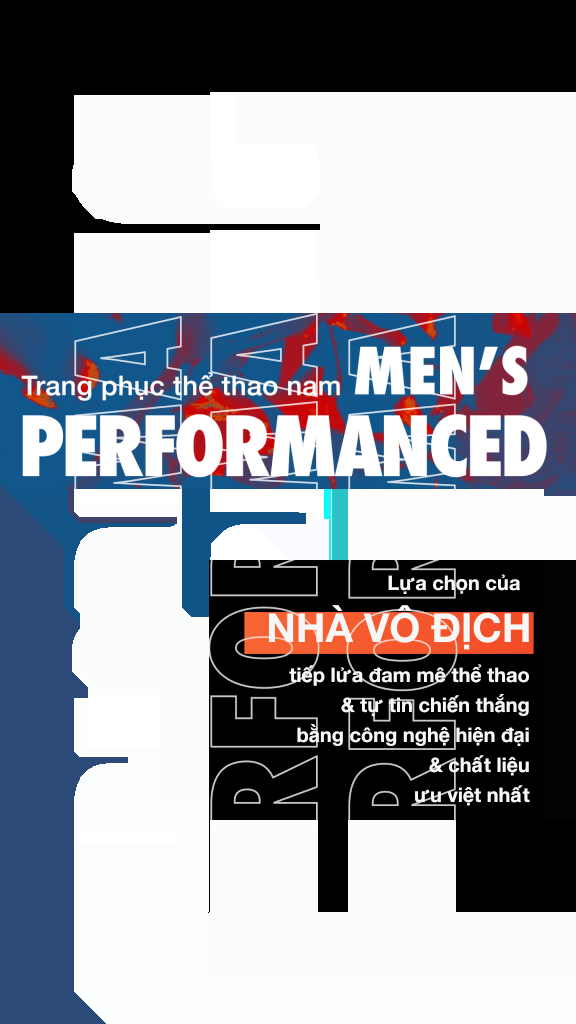 Trang phục thể thao nam MEN'S
PERFORMANCED
Lựa chọn của
NHÀ VÔ ĐỊCH
tiếp lửa đam mê thể thao
& tự tin chiến thắng
bằng công nghệ hiện đại
& chất liệu
ưu việt nhất